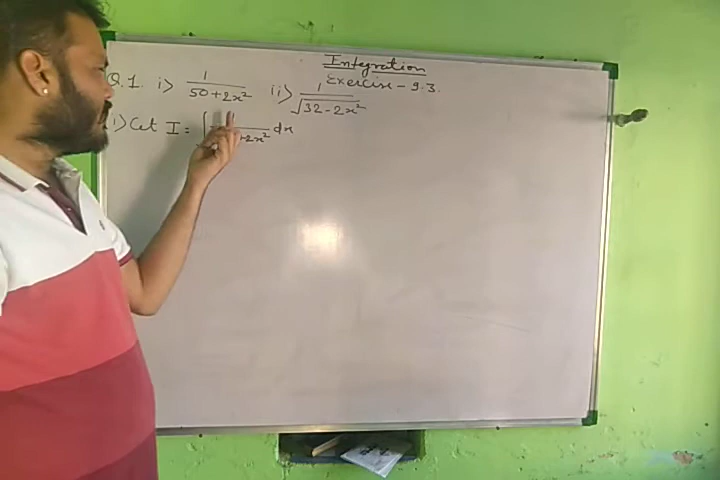 Integration
Exercise - 9.3.
Q.1. i> 1/(50+2x²) ii> 1/√(32-2x²)
i> Let I = ∫ +2x² dx